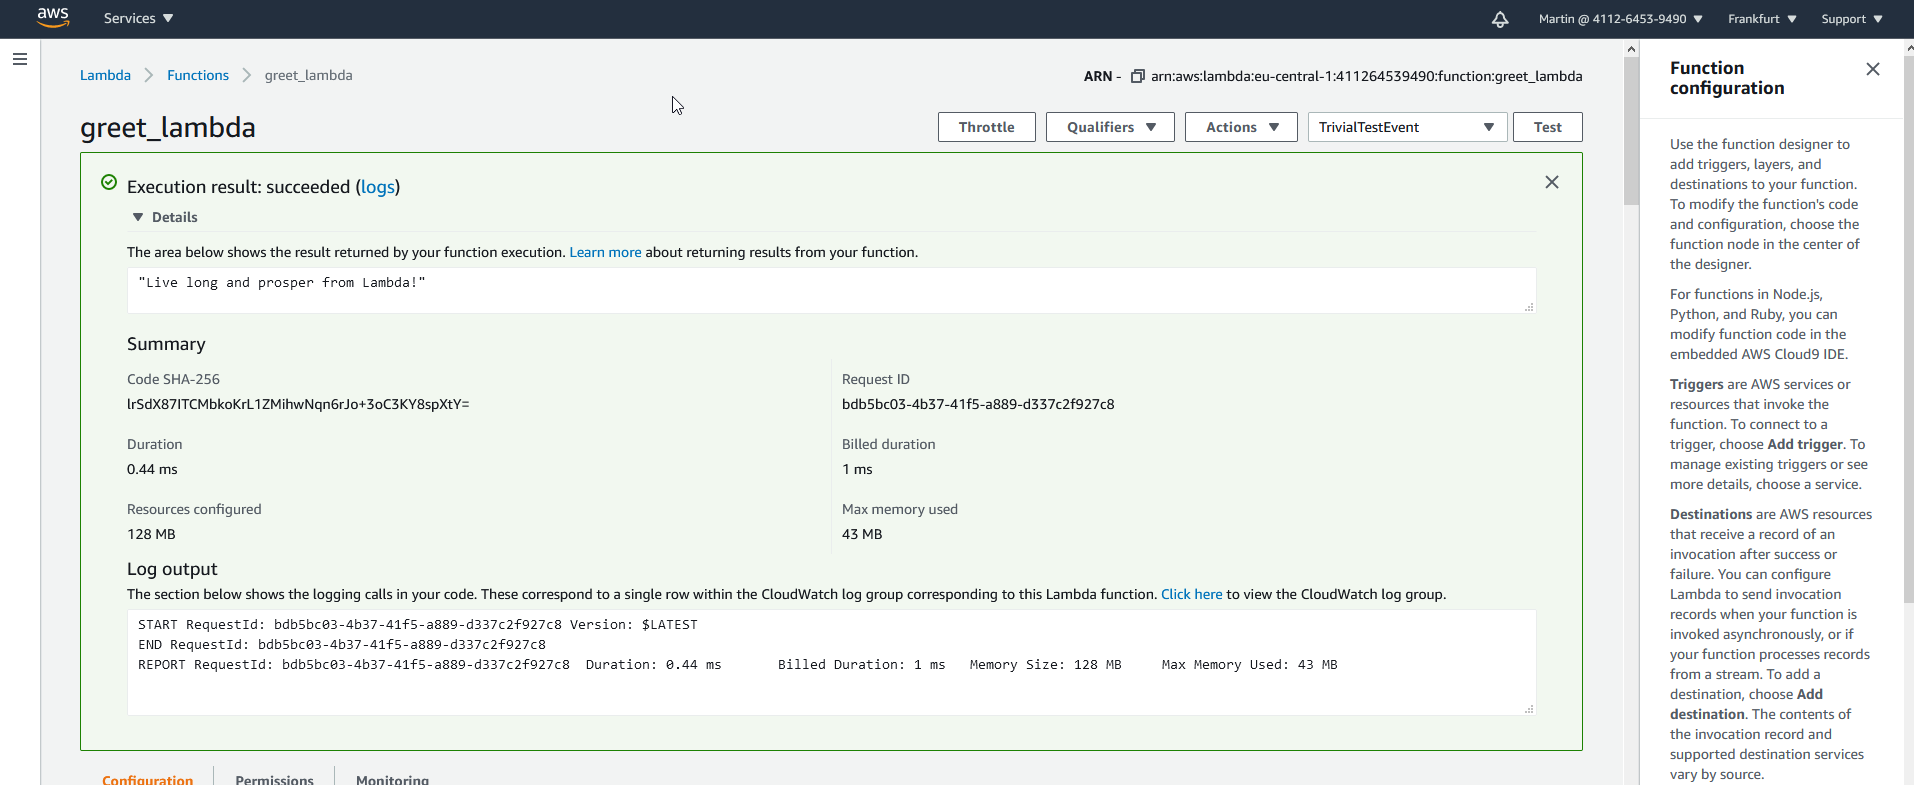 aws Services Martin @ 4112-6453-9490 Frankfurt Support
Lambda Functions greet_lambda
ARN - arn:aws:lambda:eu-central-1:411264539490:function:greet_lambda
greet_lambda
Throttle Qualifiers Actions TrivialTestEvent Test
Execution result: succeeded (logs)
Details
The area below shows the result returned by your function execution. Learn more about returning results from your function.
"Live long and prosper from Lambda!"
Summary
Code SHA-256
lrSdX87ITCMbkoKrL1ZMihwNqn6rJo+3oC3KY8spXtY=
Request ID
bdb5bc03-4b37-41f5-a889-d337c2f927c8
Duration
0.44 ms
Billed duration
1 ms
Resources configured
128 MB
Max memory used
43 MB
Log output
The section below shows the logging calls in your code. These correspond to a single row within the CloudWatch log group corresponding to this Lambda function. Click here to view the CloudWatch log group.
START RequestId: bdb5bc03-4b37-41f5-a889-d337c2f927c8 Version: $LATEST
END RequestId: bdb5bc03-4b37-41f5-a889-d337c2f927c8
REPORT RequestId: bdb5bc03-4b37-41f5-a889-d337c2f927c8 Duration: 0.44 ms Billed Duration: 1 ms Memory Size: 128 MB Max Memory Used: 43 MB
Configuration Permissions Monitoring
Function
configuration
Use the function designer to
add triggers, layers, and
destinations to your function.
To modify the function's code
and configuration, choose the
function node in the center of
the designer.
For functions in Node.js,
Python, and Ruby, you can
modify function code in the
embedded AWS Cloud9 IDE.
Triggers are AWS services or
resources that invoke the
function. To connect to a
trigger, choose Add trigger. To
manage existing triggers or see
more details, choose a service.
Destinations are AWS resources
that receive a record of an
invocation after success or
failure. You can configure
Lambda to send invocation
records when your function is
invoked asynchronously, or if
your function processes records
from a stream. To add a
destination, choose Add
destination. The contents of
the invocation record and
supported destination services
vary by source.